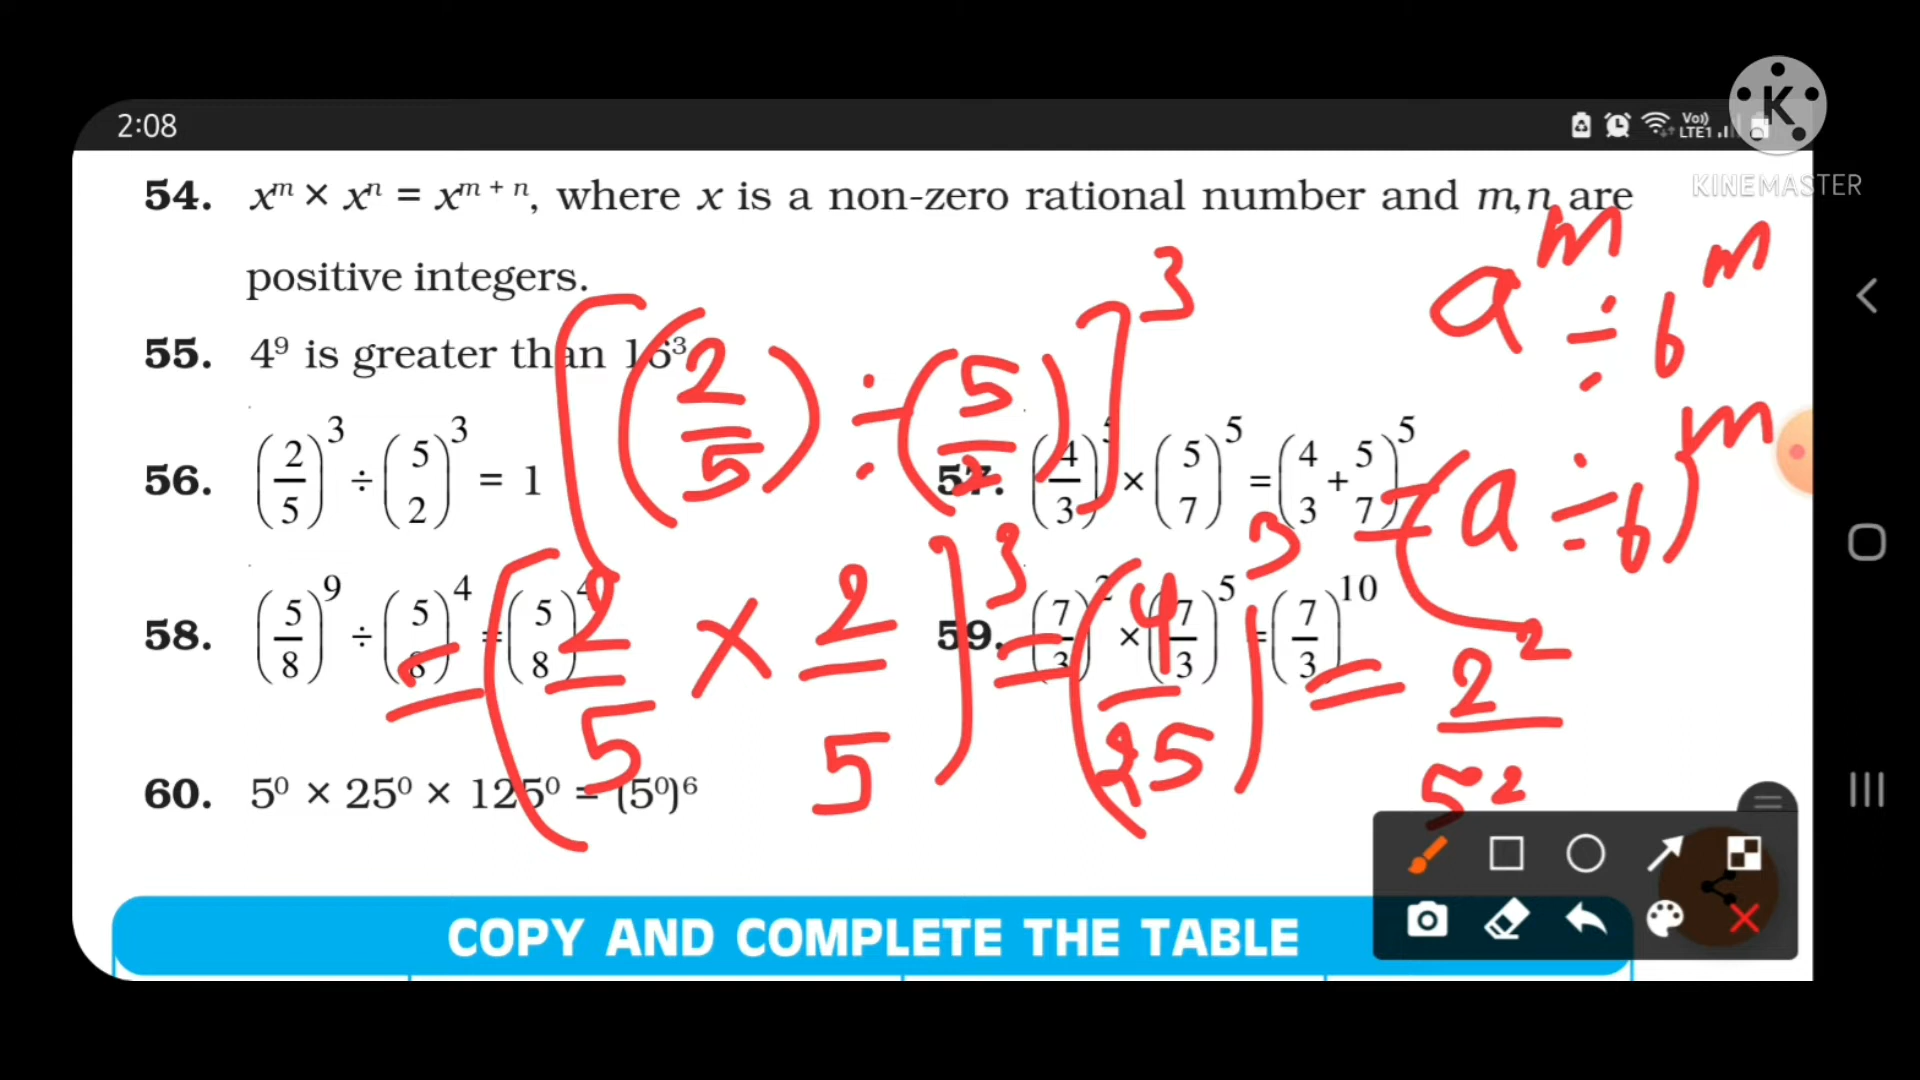 2:08
Vo)) LTE1
K
KINEMASTER
54. xᵐ × xⁿ = xᵐ ⁺ ⁿ, where x is a non-zero rational number and m,n are
positive integers.
55. 4⁹ is greater than 16³
56. (2/5)³ ÷ (5/2)³ = 1
57. (4/3)⁵ × (5/7)⁵ = (4/3 + 5/7)⁵
58. (5/8)⁹ ÷ (5/8)⁴ = (5/8)⁴
59. (7/3)² × (7/3)⁵ = (7/3)¹⁰
60. 5⁰ × 25⁰ × 125⁰ = (5⁰)⁶
[(2/5) ÷ (5/2)]³
= (2/5 × 2/5]³ = (4/25)³ = (2²/5²
aᵐ ÷ bᵐ
= (a ÷ b)ᵐ
COPY AND COMPLETE THE TABLE